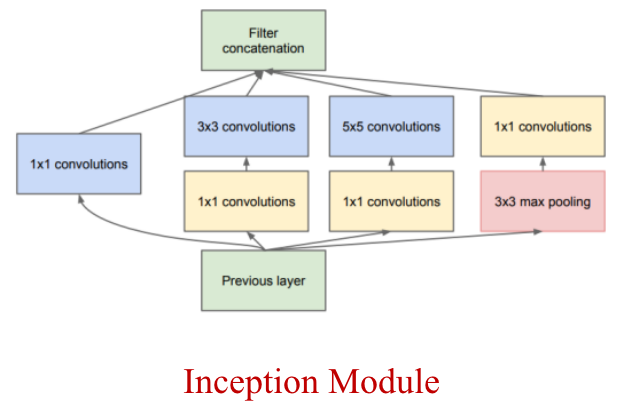 Filter
concatenation
3x3 convolutions
5x5 convolutions
1x1 convolutions
1x1 convolutions
1x1 convolutions
1x1 convolutions
3x3 max pooling
Previous layer
Inception Module